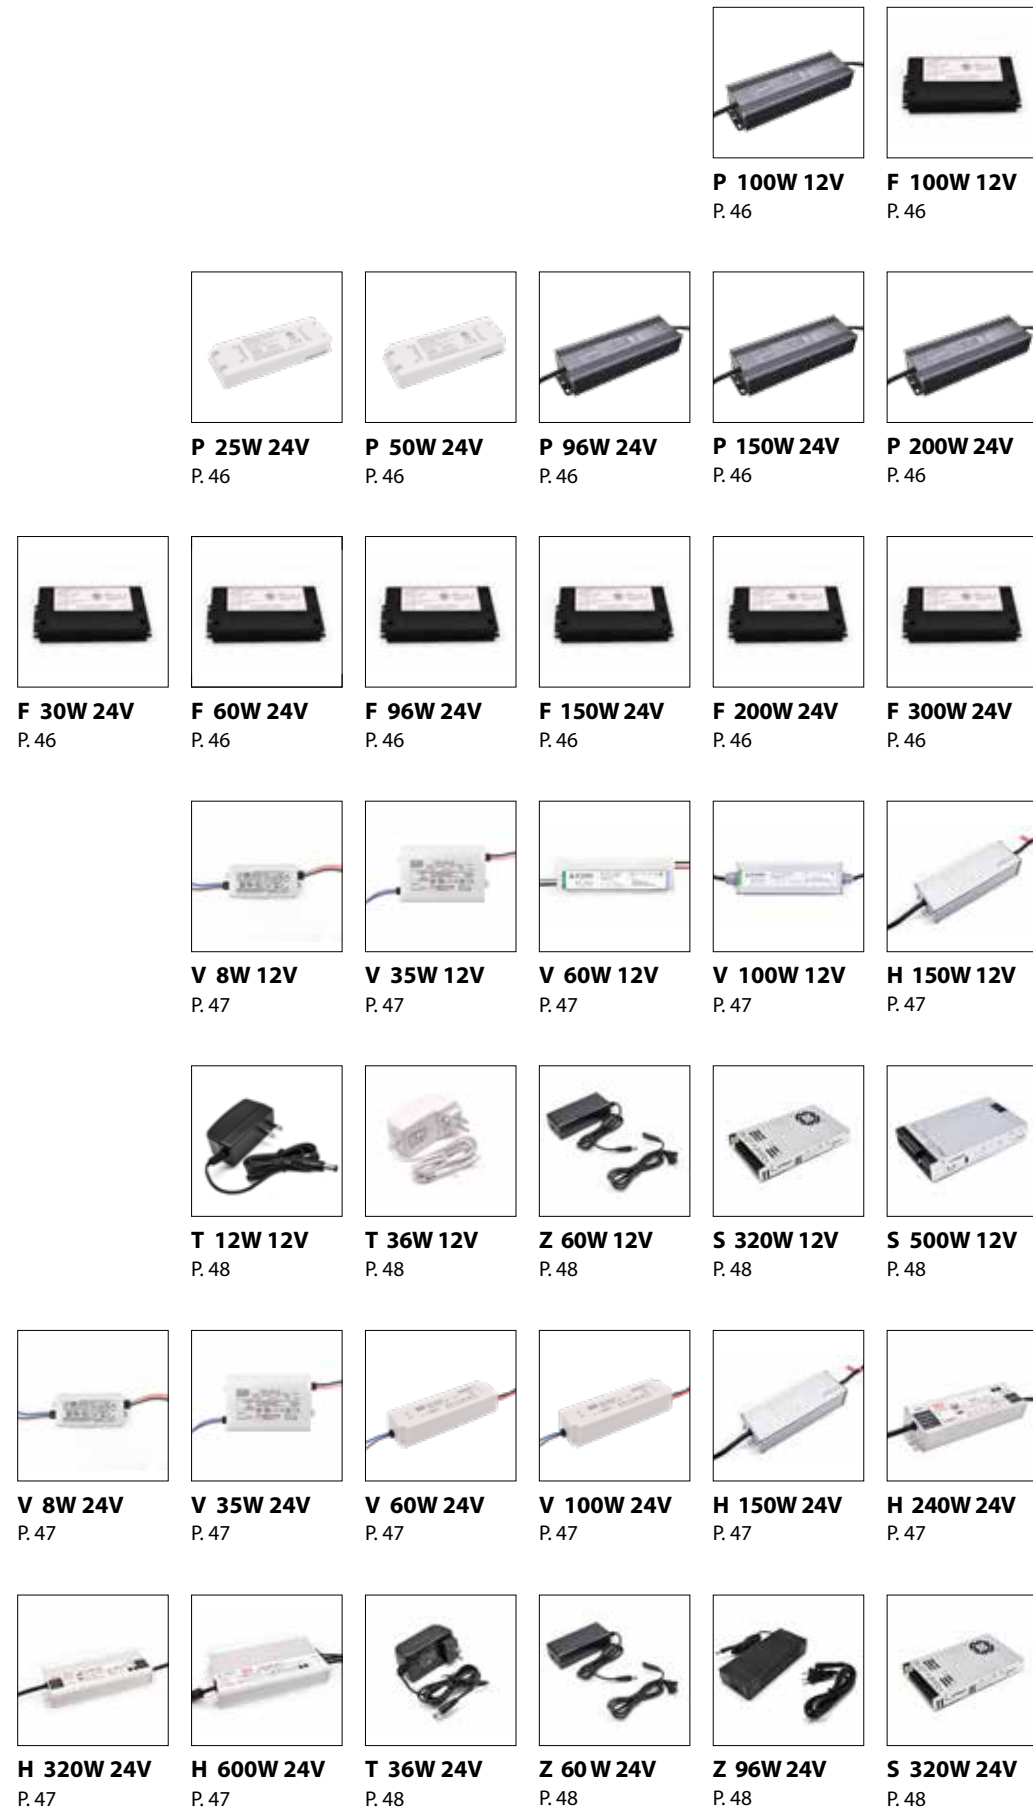 P 100W 12V
P. 46
F 100W 12V
P. 46
P 25W 24V
P. 46
P 50W 24V
P. 46
P 96W 24V
P. 46
P 150W 24V
P. 46
P 200W 24V
P. 46
F 30W 24V
P. 46
F 60W 24V
P. 46
F 96W 24V
P. 46
F 150W 24V
P. 46
F 200W 24V
P. 46
F 300W 24V
P. 46
V 8W 12V
P. 47
V 35W 12V
P. 47
V 60W 12V
P. 47
V 100W 12V
P. 47
H 150W 12V
P. 47
T 12W 12V
P. 48
T 36W 12V
P. 48
Z 60W 12V
P. 48
S 320W 12V
P. 48
S 500W 12V
P. 48
V 8W 24V
P. 47
V 35W 24V
P. 47
V 60W 24V
P. 47
V 100W 24V
P. 47
H 150W 24V
P. 47
H 240W 24V
P. 47
H 320W 24V
P. 47
H 600W 24V
P. 47
T 36W 24V
P. 48
Z 60 W 24V
P. 48
Z 96W 24V
P. 48
S 320W 24V
P. 48